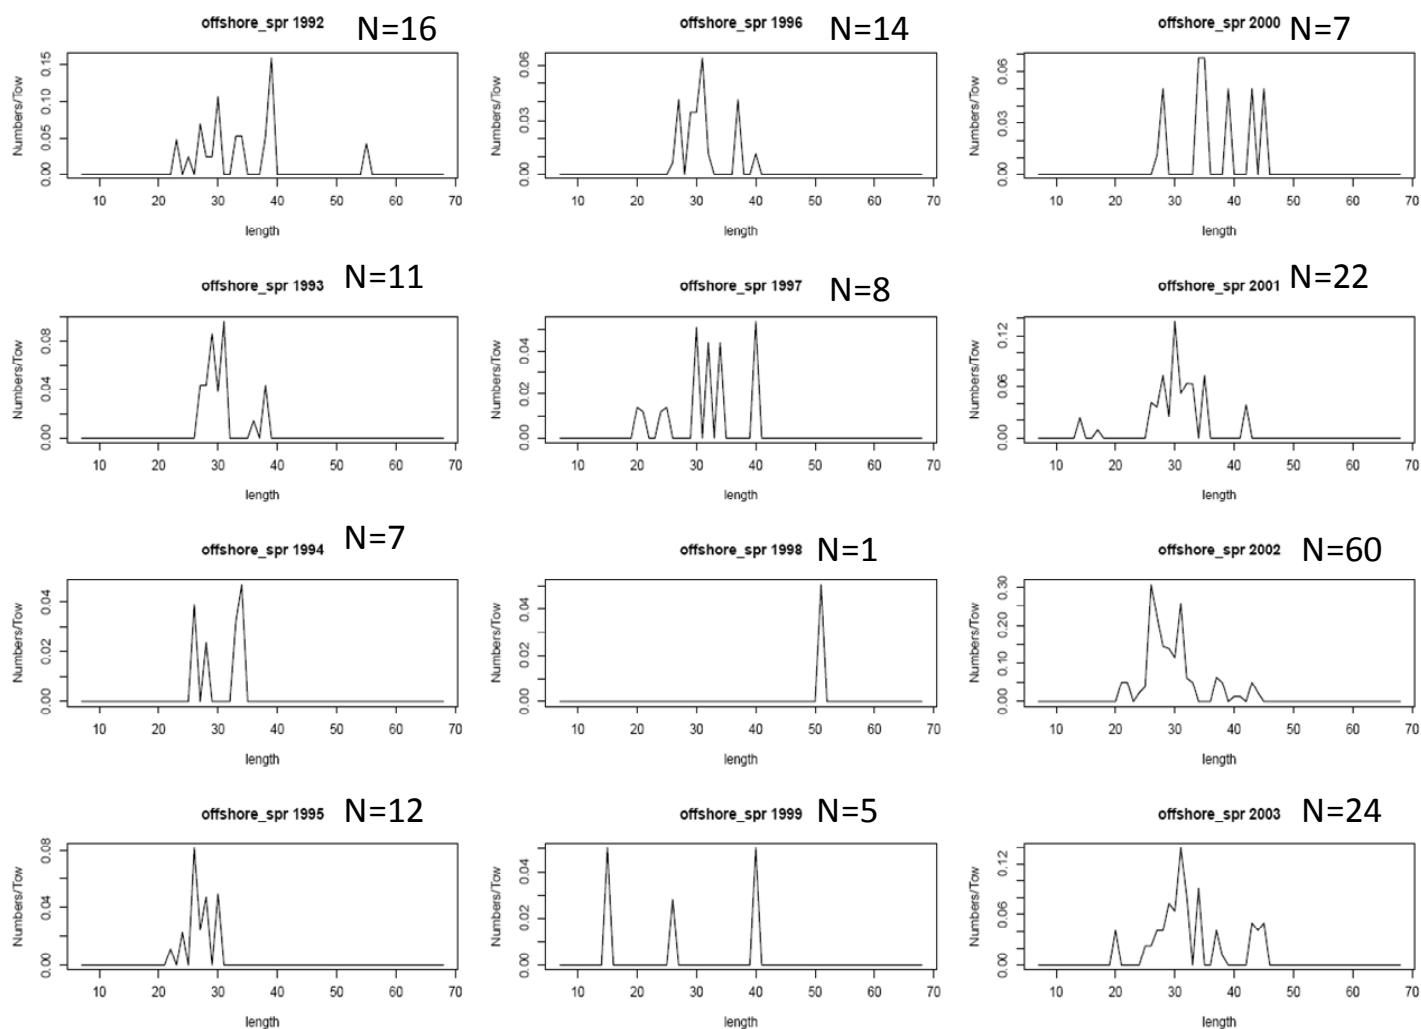 offshore_spr 1992 N=16
Numbers/Tow
0.15
0.10
0.05
0.00
10 20 30 40 50 60 70
length
offshore_spr 1996 N=14
Numbers/Tow
0.06
0.03
0.00
10 20 30 40 50 60 70
length
offshore_spr 2000 N=7
Numbers/Tow
0.06
0.03
0.00
10 20 30 40 50 60 70
length
offshore_spr 1993 N=11
Numbers/Tow
0.08
0.04
0.00
10 20 30 40 50 60 70
length
offshore_spr 1997 N=8
Numbers/Tow
0.04
0.02
0.00
10 20 30 40 50 60 70
length
offshore_spr 2001 N=22
Numbers/Tow
0.12
0.06
0.00
10 20 30 40 50 60 70
length
offshore_spr 1994 N=7
Numbers/Tow
0.04
0.02
0.00
10 20 30 40 50 60 70
length
offshore_spr 1998 N=1
Numbers/Tow
0.04
0.02
0.00
10 20 30 40 50 60 70
length
offshore_spr 2002 N=60
Numbers/Tow
0.30
0.20
0.10
0.00
10 20 30 40 50 60 70
length
offshore_spr 1995 N=12
Numbers/Tow
0.08
0.04
0.00
10 20 30 40 50 60 70
length
offshore_spr 1999 N=5
Numbers/Tow
0.04
0.02
0.00
10 20 30 40 50 60 70
length
offshore_spr 2003 N=24
Numbers/Tow
0.12
0.06
0.00
10 20 30 40 50 60 70
length